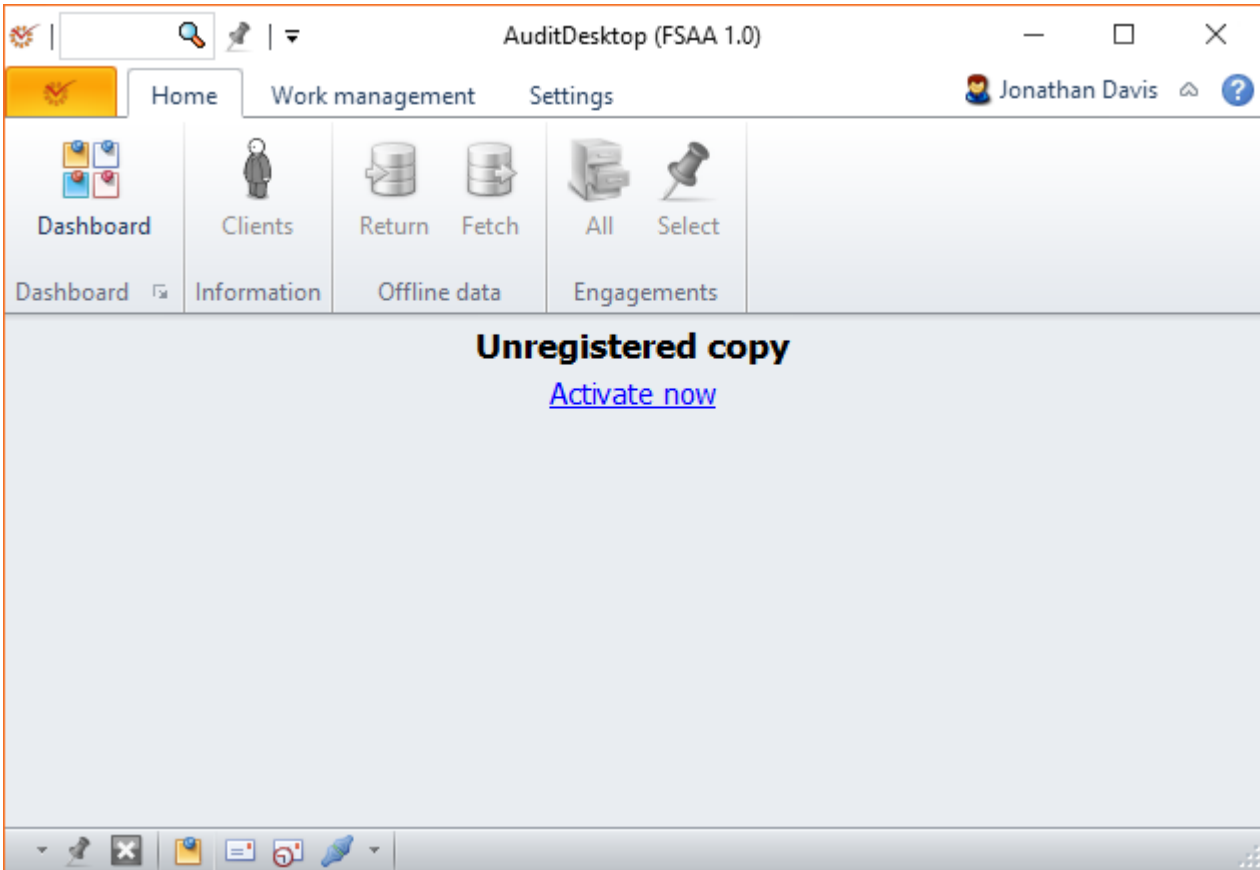 AuditDesktop (FSAA 1.0)
Home Work management Settings Jonathan Davis
Dashboard Clients Return Fetch All Select
Dashboard Information Offline data Engagements
Unregistered copy
Activate now